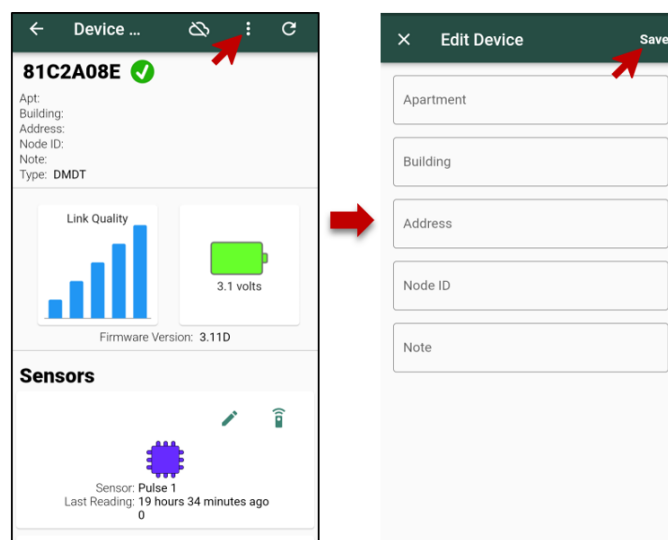 Device ...
81C2A08E
Apt:
Building:
Address:
Node ID:
Note:
Type: DMDT
Link Quality
3.1 volts
Firmware Version: 3.11D
Sensors
Sensor: Pulse 1
Last Reading: 19 hours 34 minutes ago
0
Edit Device
Save
Apartment
Building
Address
Node ID
Note